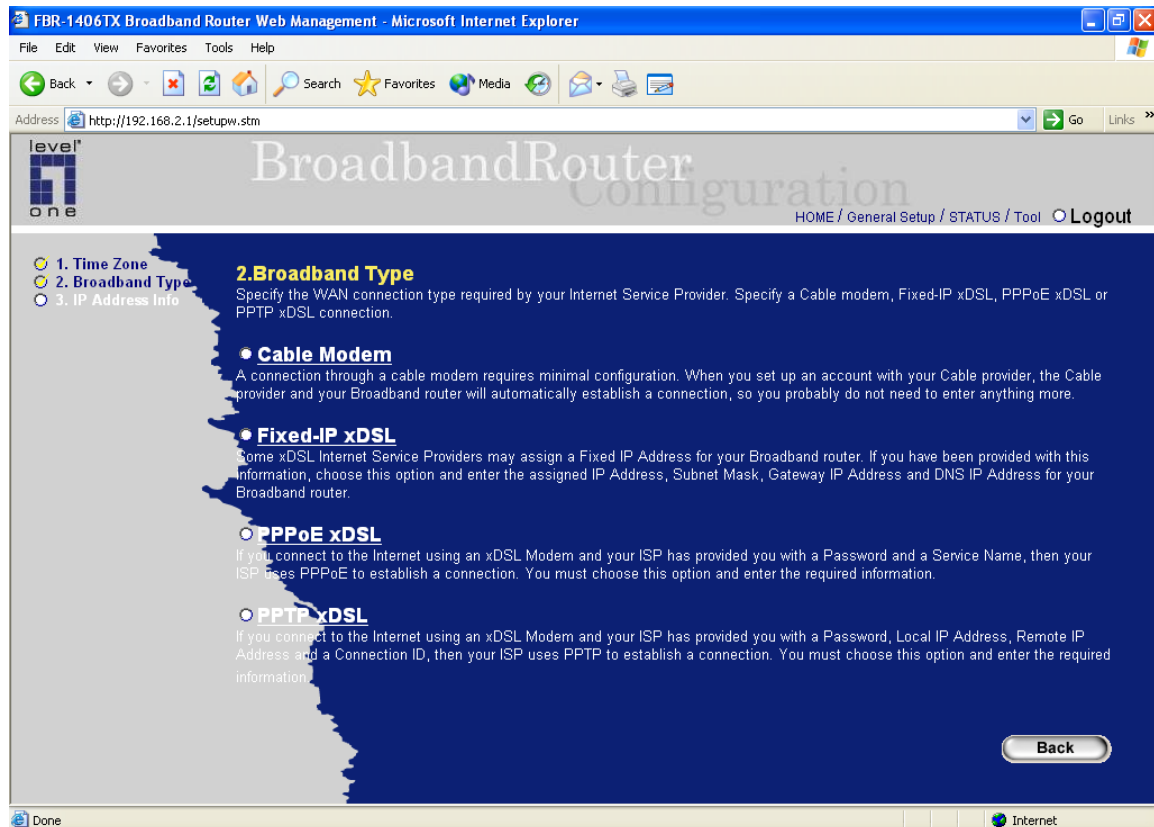 FBR-1406TX Broadband Router Web Management - Microsoft Internet Explorer
File Edit View Favorites Tools Help
Back Search Favorites Media
Address http://192.168.2.1/setupw.stm Go Links »
level
one
BroadbandRouter
Configuration
HOME / General Setup / STATUS / Tool Logout
1. Time Zone
2. Broadband Type
3. IP Address Info
2.Broadband Type
Specify the WAN connection type required by your Internet Service Provider. Specify a Cable modem, Fixed-IP xDSL, PPPoE xDSL or
PPTP xDSL connection.
Cable Modem
A connection through a cable modem requires minimal configuration. When you set up an account with your Cable provider, the Cable
provider and your Broadband router will automatically establish a connection, so you probably do not need to enter anything more.
Fixed-IP xDSL
Some xDSL Internet Service Providers may assign a Fixed IP Address for your Broadband router. If you have been provided with this
information, choose this option and enter the assigned IP Address, Subnet Mask, Gateway IP Address and DNS IP Address for your
Broadband router.
PPPoE xDSL
If you connect to the Internet using an xDSL Modem and your ISP has provided you with a Password and a Service Name, then your
ISP uses PPPoE to establish a connection. You must choose this option and enter the required information.
PPTP xDSL
If you connect to the Internet using an xDSL Modem and your ISP has provided you with a Password, Local IP Address, Remote IP
Address and a Connection ID, then your ISP uses PPTP to establish a connection. You must choose this option and enter the required
information.
Back
Done Internet